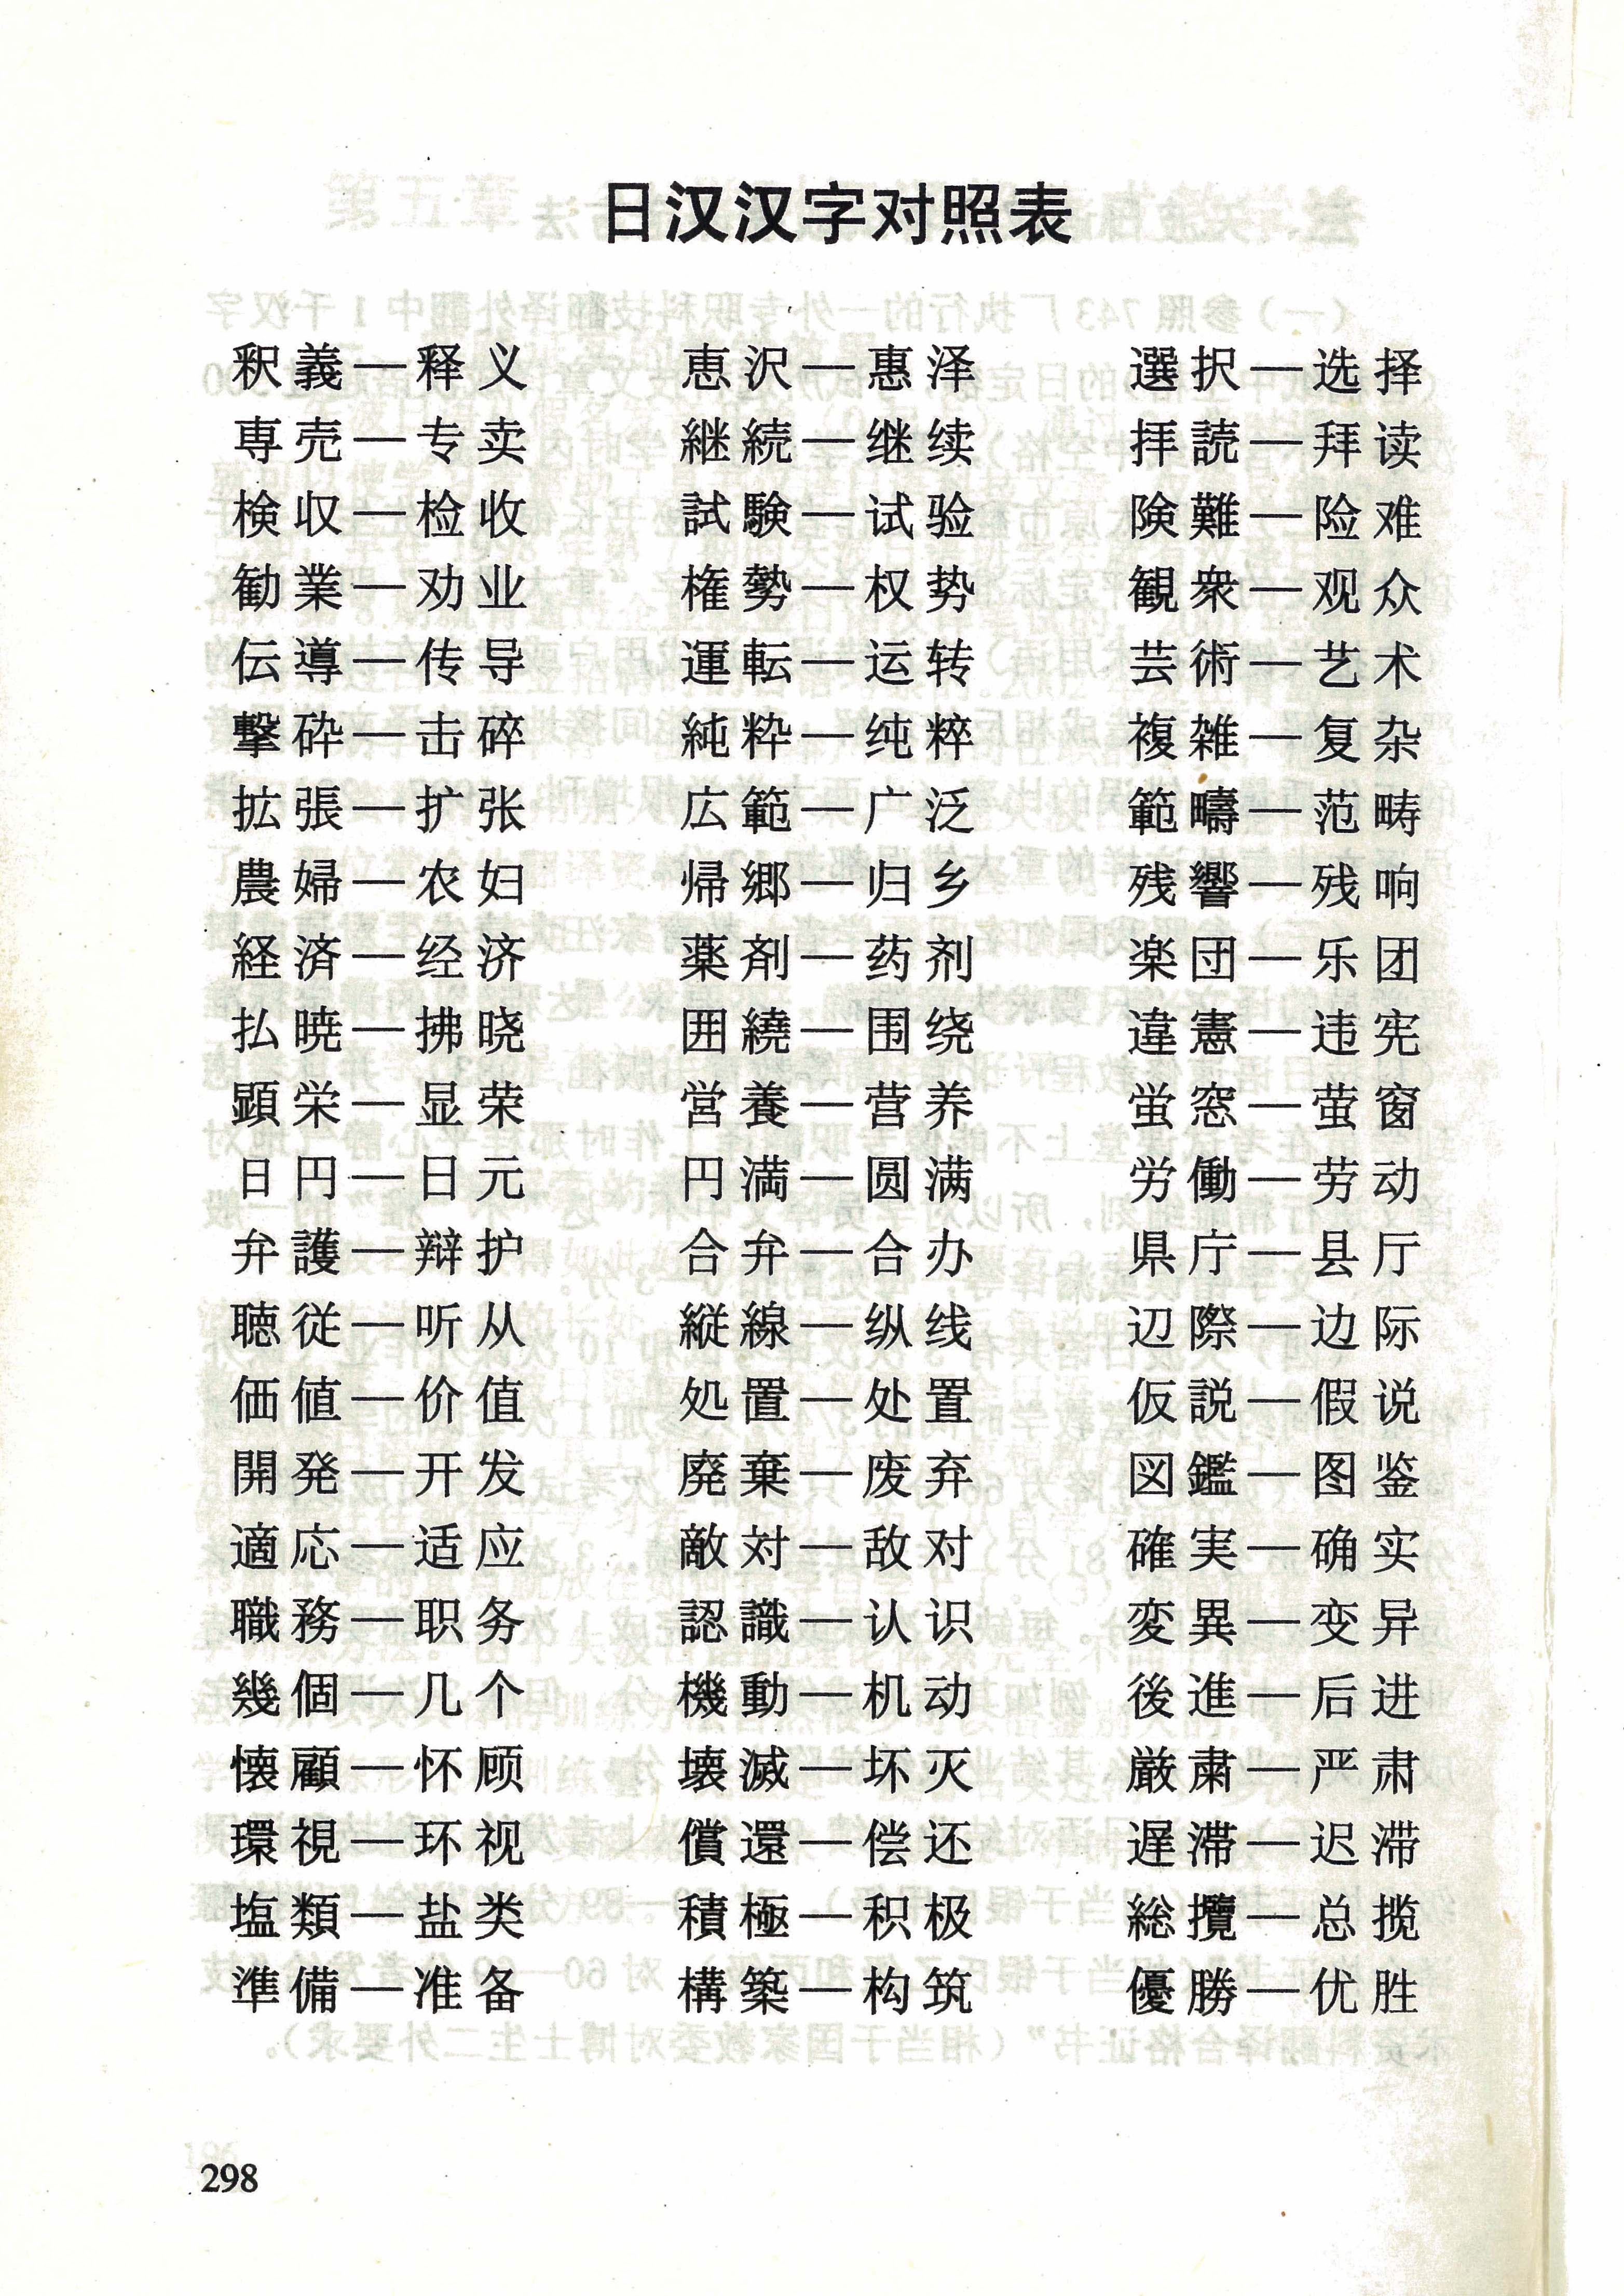 日汉汉字对照表
釈義—释义 恵沢—惠泽 選択—选择
専売—专卖 継続—继续 拝読—拜读
検収—检收 試験—试验 険難—险难
勧業—劝业 権勢—权势 観衆—观众
伝導—传导 運転—运转 芸術—艺术
撃砕—击碎 純粋—纯粹 複雑—复杂
拡張—扩张 広範—广泛 範疇—范畴
農婦—农妇 帰郷—归乡 残響—残响
経済—经济 薬剤—药剂 楽団—乐团
払暁—拂晓 囲繞—围绕 違憲—违宪
顕栄—显荣 営養—营养 蛍窓—萤窗
日円—日元 円満—圆满 労働—劳动
弁護—辩护 合弁—合办 県庁—县厅
聴従—听从 縦線—纵线 辺際—边际
価値—价值 処置—处置 仮説—假说
開発—开发 廃棄—废弃 図鑑—图鉴
適応—适应 敵対—敌对 確実—确实
職務—职务 認識—认识 変異—变异
幾個—几个 機動—机动 後進—后进
懐顧—怀顾 壊滅—坏灭 厳粛—严肃
環視—环视 償還—偿还 遅滞—迟滞
塩類—盐类 積極—积极 総攬—总揽
準備—准备 構築—构筑 優勝—优胜
298